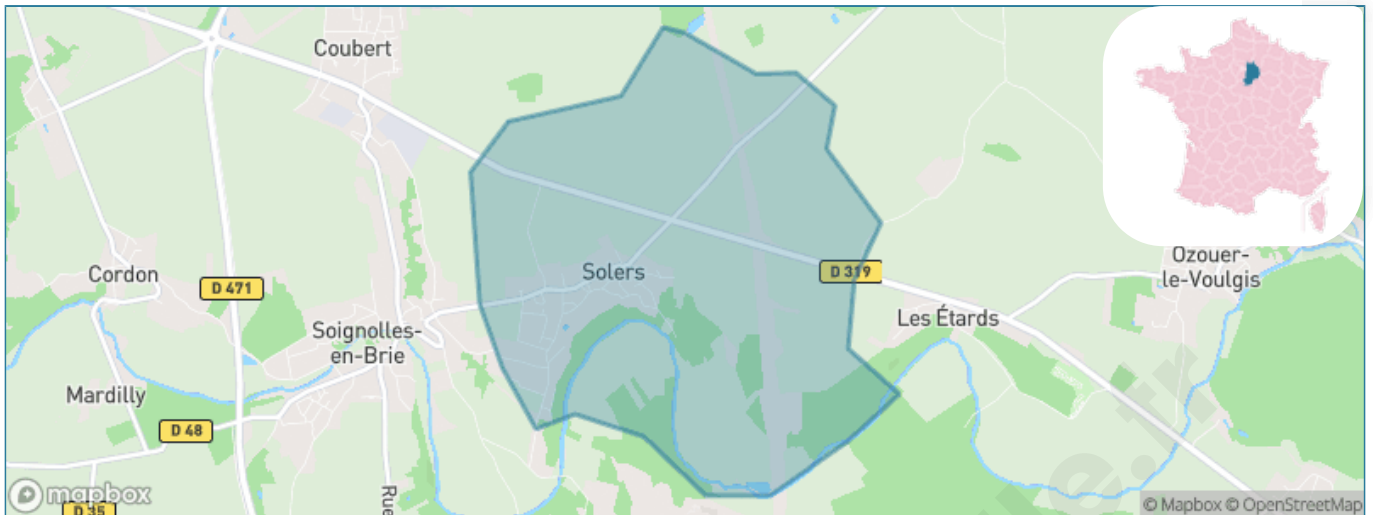 Coubert
Cordon
D 471
Solers
D 319
Ozouer-
le-Voulgis
Soignolles-
en-Brie
Les Étards
Mardilly
D 48
Rue
D 35
mapbox
© Mapbox © OpenStreetMap